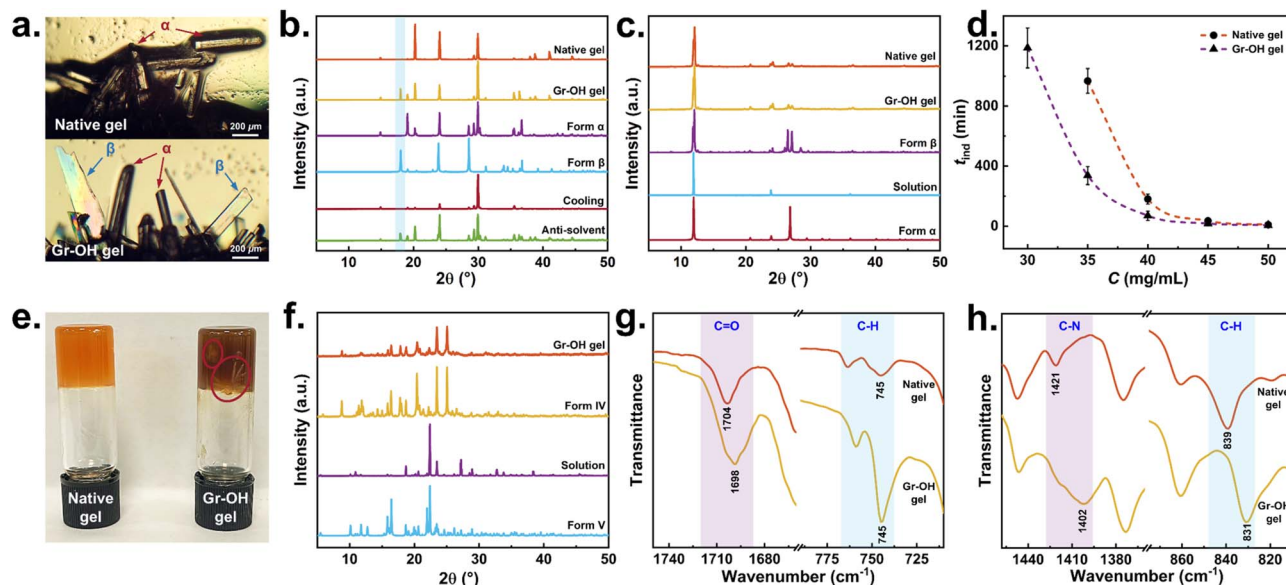 a.
α
Native gel
200 µm
β
α
β
Gr-OH gel
200 µm
b.
Intensity (a.u.)
Native gel
Gr-OH gel
Form α
Form β
Cooling
Anti-solvent
10 20 30 40 50
2θ (°)
c.
Intensity (a.u.)
Native gel
Gr-OH gel
Form β
Solution
Form α
10 20 30 40 50
2θ (°)
d.
tind (min)
1200
800
400
0
Native gel
Gr-OH gel
30 35 40 45 50
C (mg/mL)
e.
Native
gel
Gr-OH
gel
f.
Intensity (a.u.)
Gr-OH gel
Form IV
Solution
Form V
10 20 30 40 50
2θ (°)
g.
Transmittance
C=O
C-H
1704
745
Native
gel
1698
745
Gr-OH
gel
1740 1710 1680 775 750 725
Wavenumber (cm-1)
h.
Transmittance
C-N
C-H
1421
839
Native
gel
1402
831
Gr-OH
gel
1440 1400 1360 860 840 820
Wavenumber (cm-1)